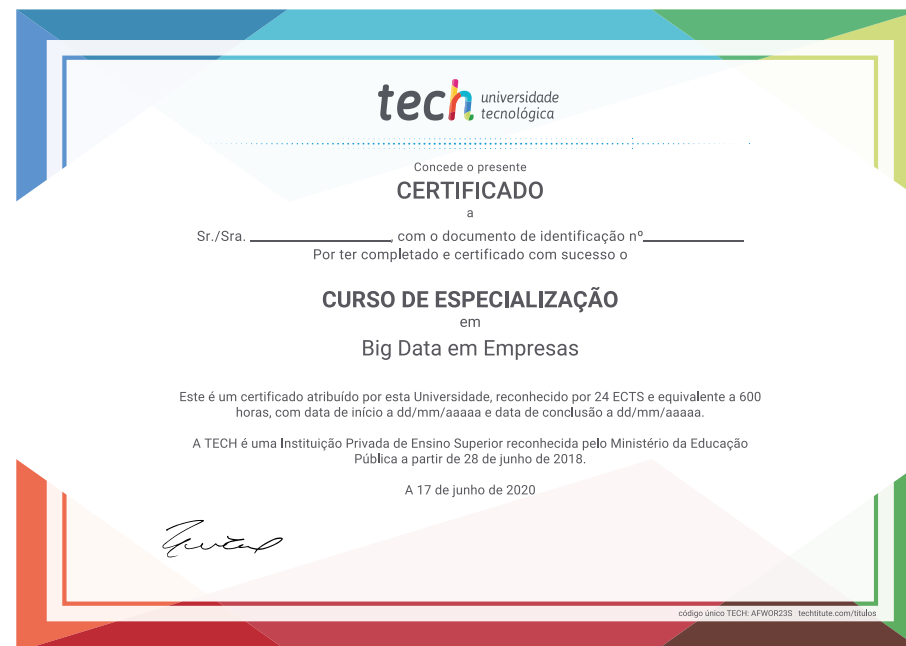 tech universidade
tecnológica
Concede o presente
CERTIFICADO
a
Sr./Sra. ____________________, com o documento de identificação nº______________
Por ter completado e certificado com sucesso o
CURSO DE ESPECIALIZAÇÃO
em
Big Data em Empresas
Este é um certificado atribuído por esta Universidade, reconhecido por 24 ECTS e equivalente a 600
horas, com data de início a dd/mm/aaaaa e data de conclusão a dd/mm/aaaaa.
A TECH é uma Instituição Privada de Ensino Superior reconhecida pelo Ministério da Educação
Pública a partir de 28 de junho de 2018.
A 17 de junho de 2020
código único TECH: AFWOR23S techtitute.com/titulos